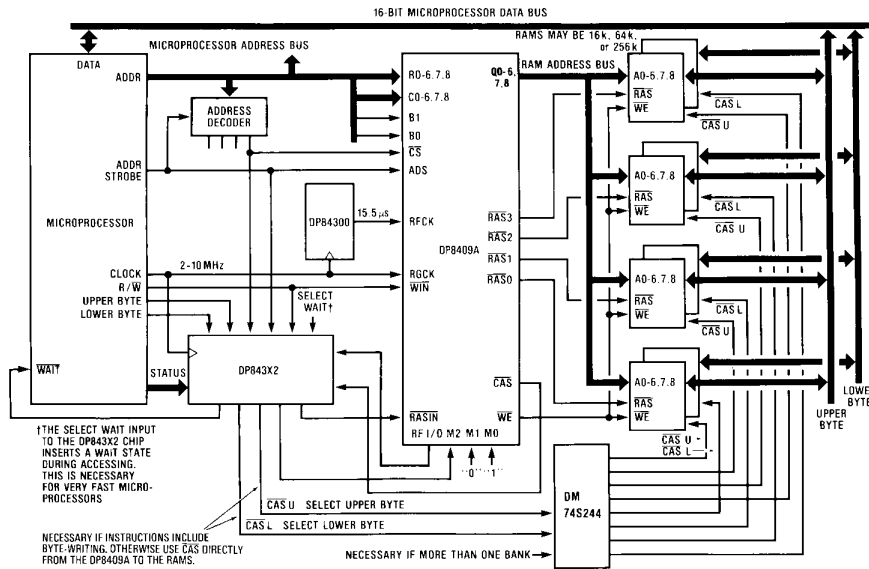 16-BIT MICROPROCESSOR DATA BUS
RAMS MAY BE 16k, 64k,
or 256k
MICROPROCESSOR ADDRESS BUS
DATA
ADDR
ADDRESS
DECODER
ADDR
STROBE
MICROPROCESSOR
CLOCK
R/W
UPPER BYTE
LOWER BYTE
WAIT
STATUS
2-10 MHz
DP84300
15.5 µs
SELECT
WAIT†
DP843X2
R0-6.7.8
C0-6.7.8
B1
B0
CS
ADS
RFCK
DP8409A
RGCK
WIN
RASIN
RF I/O M2 M1 M0
"0" "1"
Q0-6,
7.8
RAM ADDRESS BUS
RAS3
RAS2
RAS1
RAS0
CAS
WE
A0-6.7.8
RAS
WE
CAS L
CAS U
A0-6.7.8
RAS
WE
CAS L
CAS U
A0-6.7.8
RAS
WE
CAS L
CAS U
A0-6.7.8
RAS
WE
CAS U
CAS L
LOWER
BYTE
UPPER
BYTE
†THE SELECT WAIT INPUT
TO THE DP843X2 CHIP
INSERTS A WAIT STATE
DURING ACCESSING.
THIS IS NECESSARY
FOR VERY FAST MICRO-
PROCESSORS
CAS U SELECT UPPER BYTE
CAS L SELECT LOWER BYTE
DM
74S244
NECESSARY IF INSTRUCTIONS INCLUDE
BYTE-WRITING. OTHERWISE USE CAS DIRECTLY
FROM THE DP8409A TO THE RAMS.
NECESSARY IF MORE THAN ONE BANK